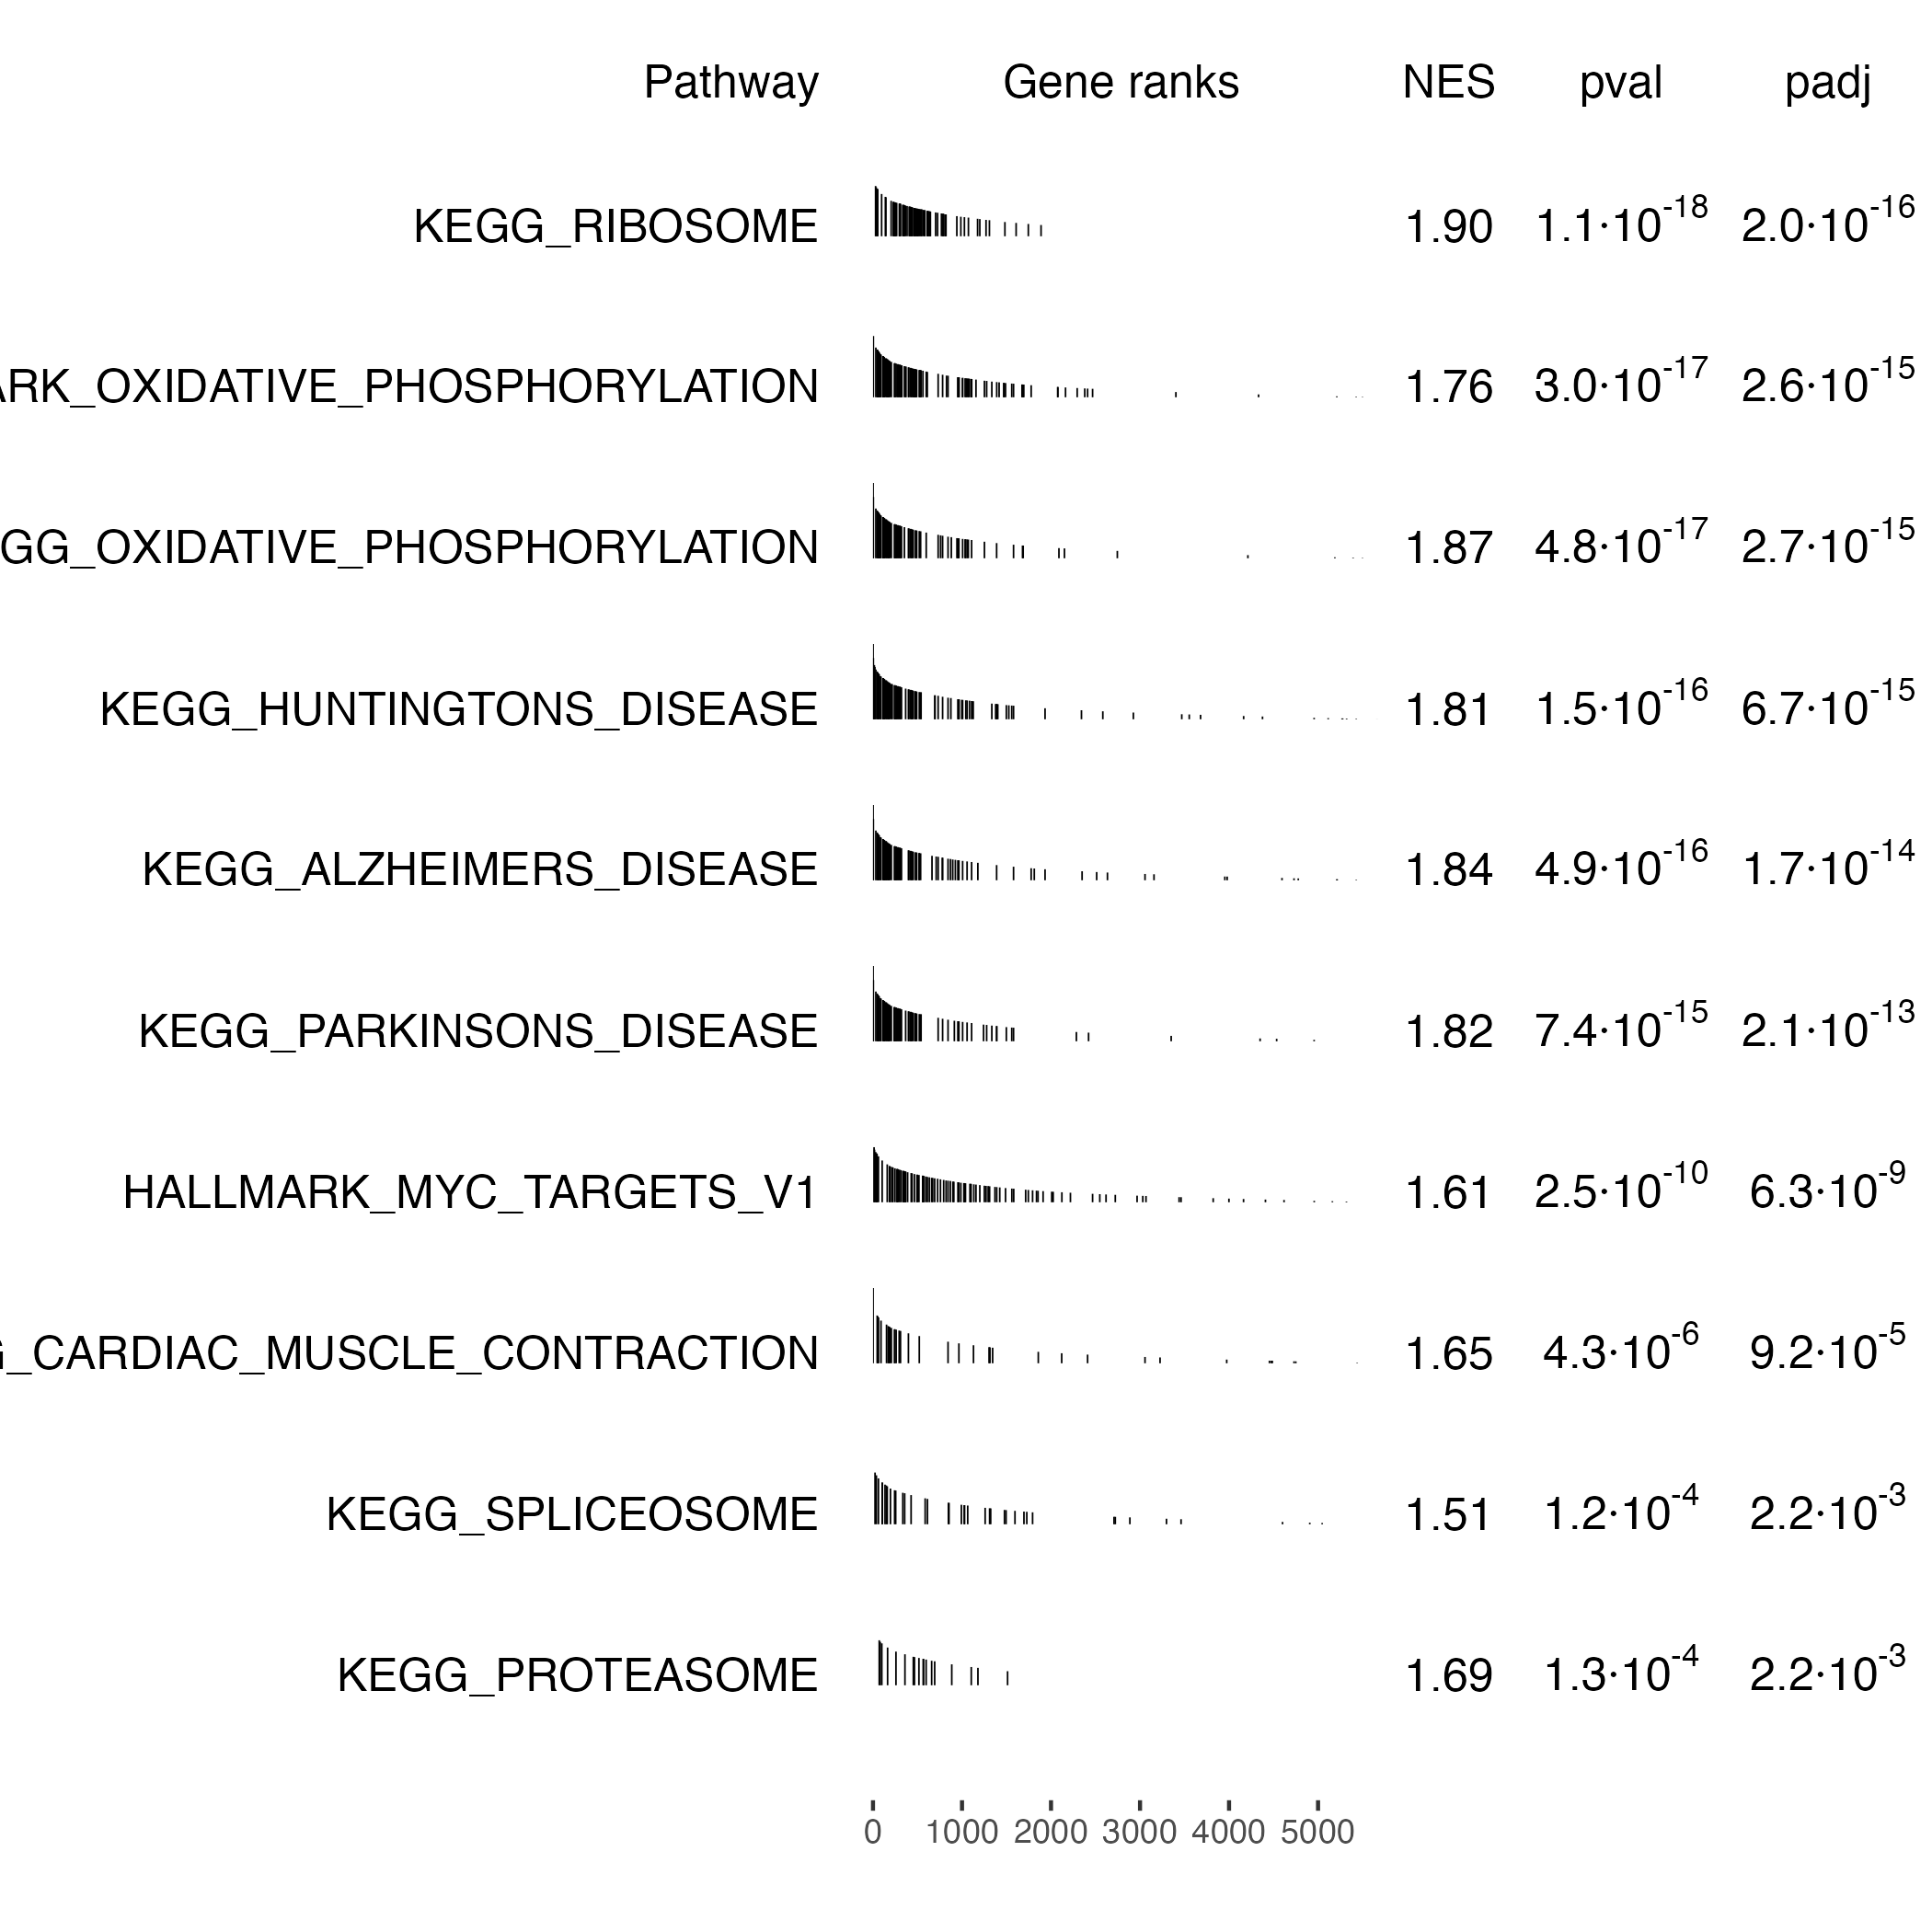 Pathway Gene ranks NES pval padj
KEGG_RIBOSOME 1.90 1.1·10^-18 2.0·10^-16
ARK_OXIDATIVE_PHOSPHORYLATION 1.76 3.0·10^-17 2.6·10^-15
GG_OXIDATIVE_PHOSPHORYLATION 1.87 4.8·10^-17 2.7·10^-15
KEGG_HUNTINGTONS_DISEASE 1.81 1.5·10^-16 6.7·10^-15
KEGG_ALZHEIMERS_DISEASE 1.84 4.9·10^-16 1.7·10^-14
KEGG_PARKINSONS_DISEASE 1.82 7.4·10^-15 2.1·10^-13
HALLMARK_MYC_TARGETS_V1 1.61 2.5·10^-10 6.3·10^-9
G_CARDIAC_MUSCLE_CONTRACTION 1.65 4.3·10^-6 9.2·10^-5
KEGG_SPLICEOSOME 1.51 1.2·10^-4 2.2·10^-3
KEGG_PROTEASOME 1.69 1.3·10^-4 2.2·10^-3
0 1000 2000 3000 4000 5000